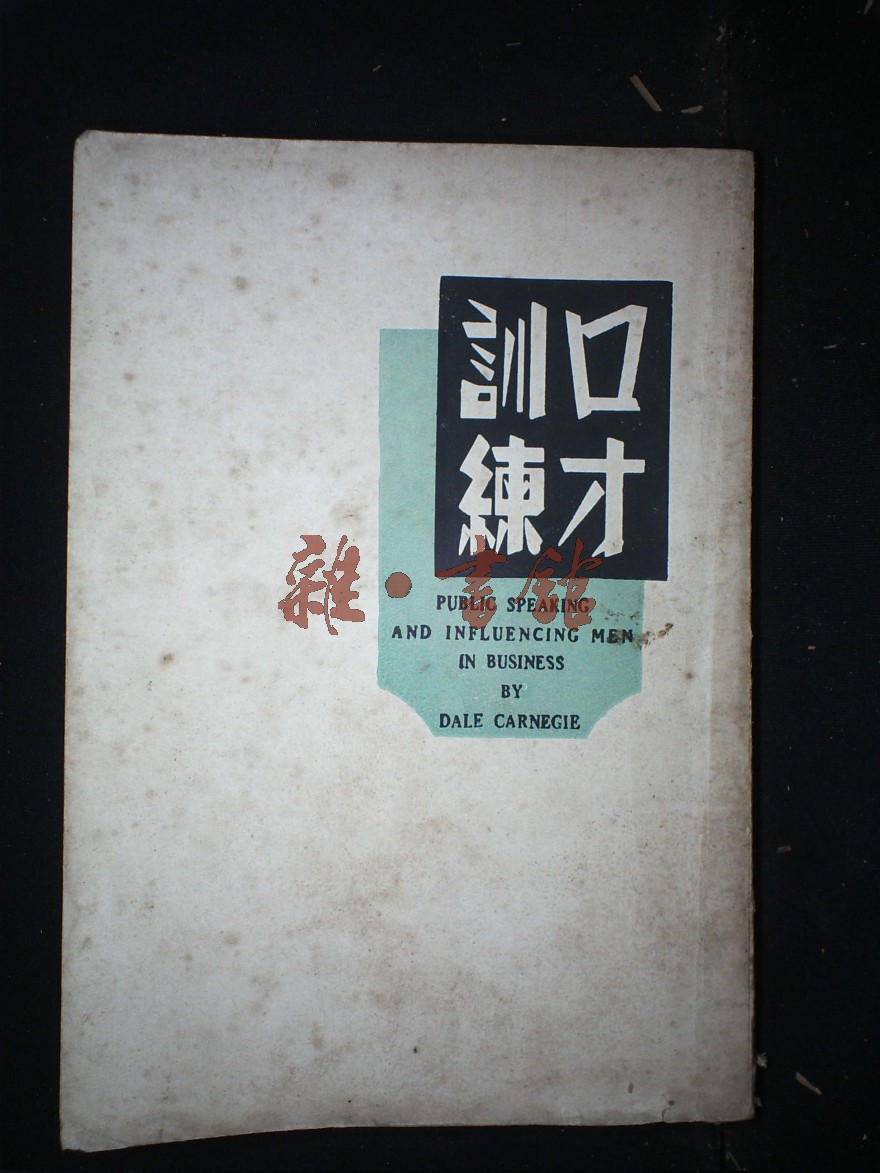 口才
訓練
PUBLIC SPEAKING
AND INFLUENCING MEN
IN BUSINESS
BY
DALE CARNEGIE
雜·書館